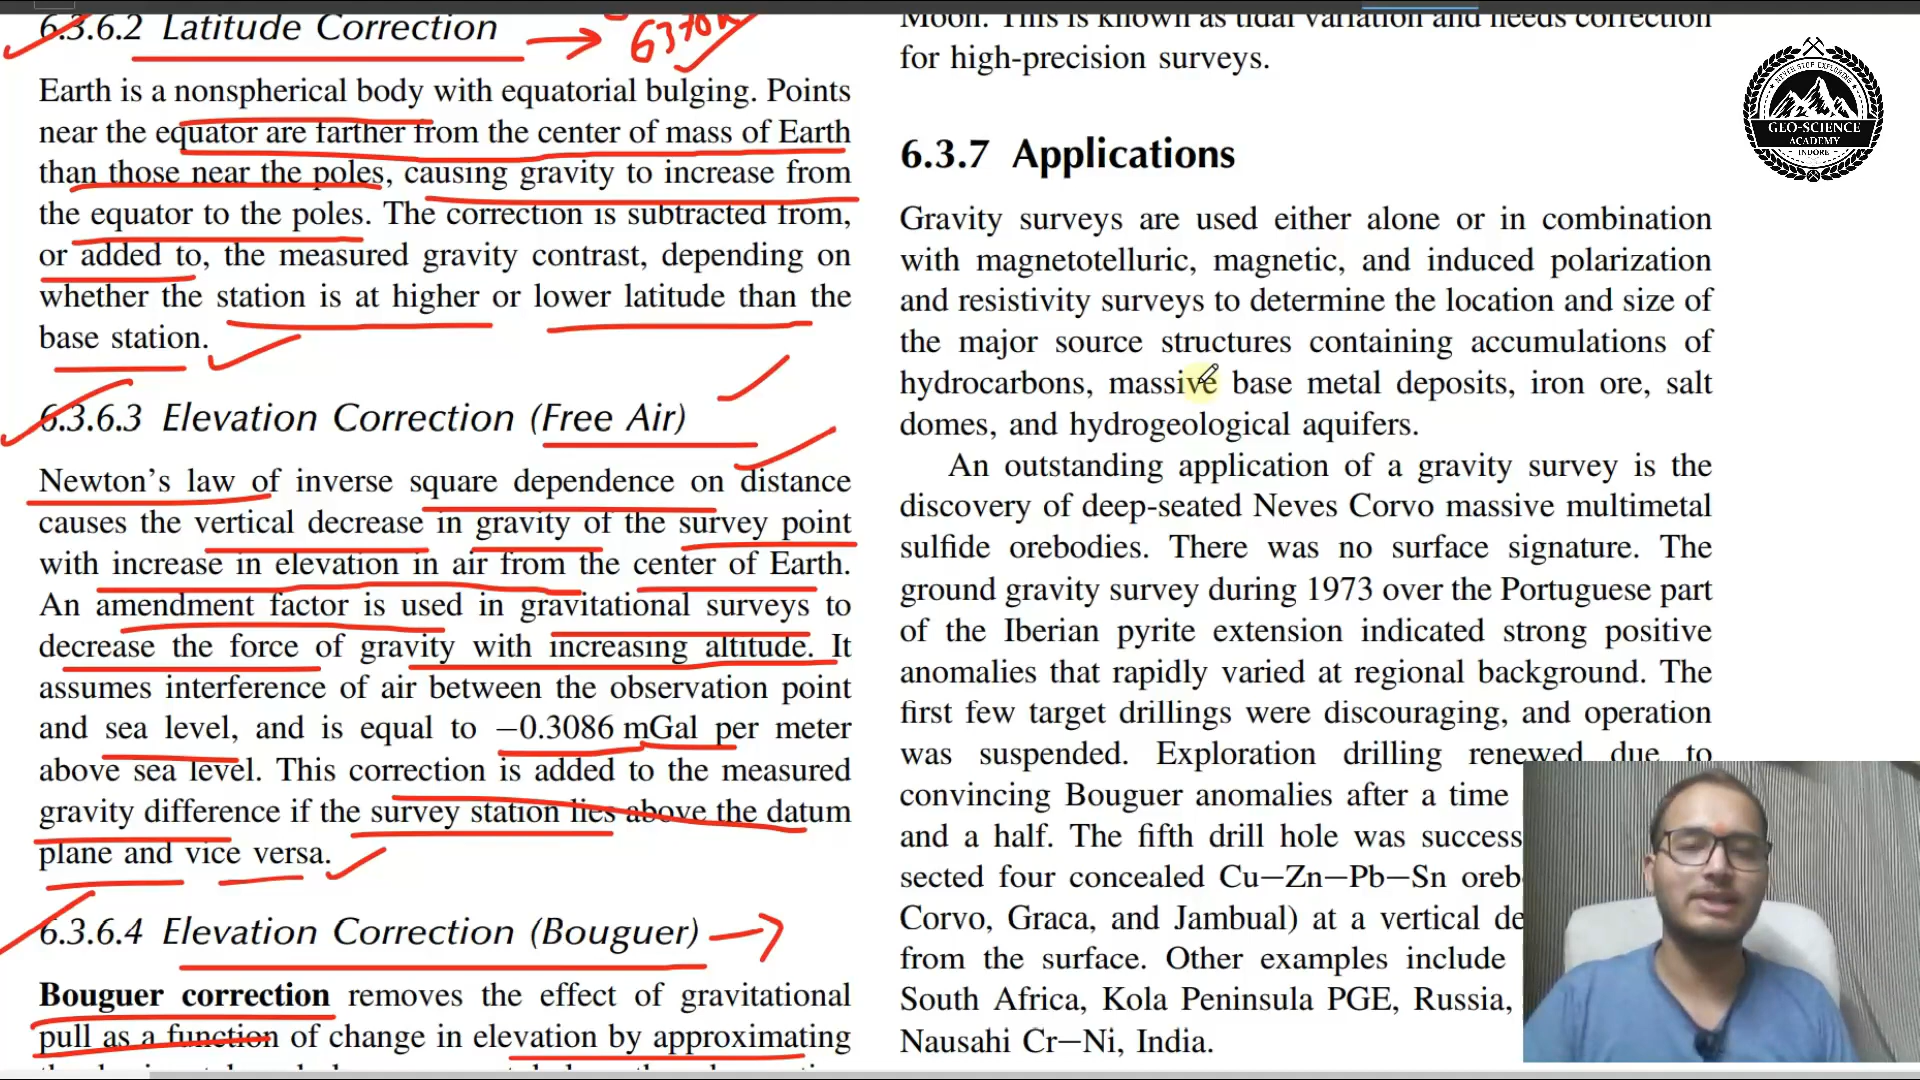 6.3.6.2 Latitude Correction
6370
Earth is a nonspherical body with equatorial bulging. Points
near the equator are farther from the center of mass of Earth
than those near the poles, causing gravity to increase from
the equator to the poles. The correction is subtracted from,
or added to, the measured gravity contrast, depending on
whether the station is at higher or lower latitude than the
base station.
6.3.6.3 Elevation Correction (Free Air)
Newton's law of inverse square dependence on distance
causes the vertical decrease in gravity of the survey point
with increase in elevation in air from the center of Earth.
An amendment factor is used in gravitational surveys to
decrease the force of gravity with increasing altitude. It
assumes interference of air between the observation point
and sea level, and is equal to −0.3086 mGal per meter
above sea level. This correction is added to the measured
gravity difference if the survey station lies above the datum
plane and vice versa.
6.3.6.4 Elevation Correction (Bouguer)
Bouguer correction removes the effect of gravitational
pull as a function of change in elevation by approximating
Moon. This is known as tidal variation and needs correction
for high-precision surveys.
6.3.7 Applications
Gravity surveys are used either alone or in combination
with magnetotelluric, magnetic, and induced polarization
and resistivity surveys to determine the location and size of
the major source structures containing accumulations of
hydrocarbons, massive base metal deposits, iron ore, salt
domes, and hydrogeological aquifers.
An outstanding application of a gravity survey is the
discovery of deep-seated Neves Corvo massive multimetal
sulfide orebodies. There was no surface signature. The
ground gravity survey during 1973 over the Portuguese part
of the Iberian pyrite extension indicated strong positive
anomalies that rapidly varied at regional background. The
first few target drillings were discouraging, and operation
was suspended. Exploration drilling renewed due to
convincing Bouguer anomalies after a time
and a half. The fifth drill hole was success
sected four concealed Cu−Zn−Pb−Sn oreb
Corvo, Graca, and Jambual) at a vertical de
from the surface. Other examples include
South Africa, Kola Peninsula PGE, Russia,
Nausahi Cr−Ni, India.
NEVER STOP EXPLORING
GEO-SCIENCE
ACADEMY
INDORE